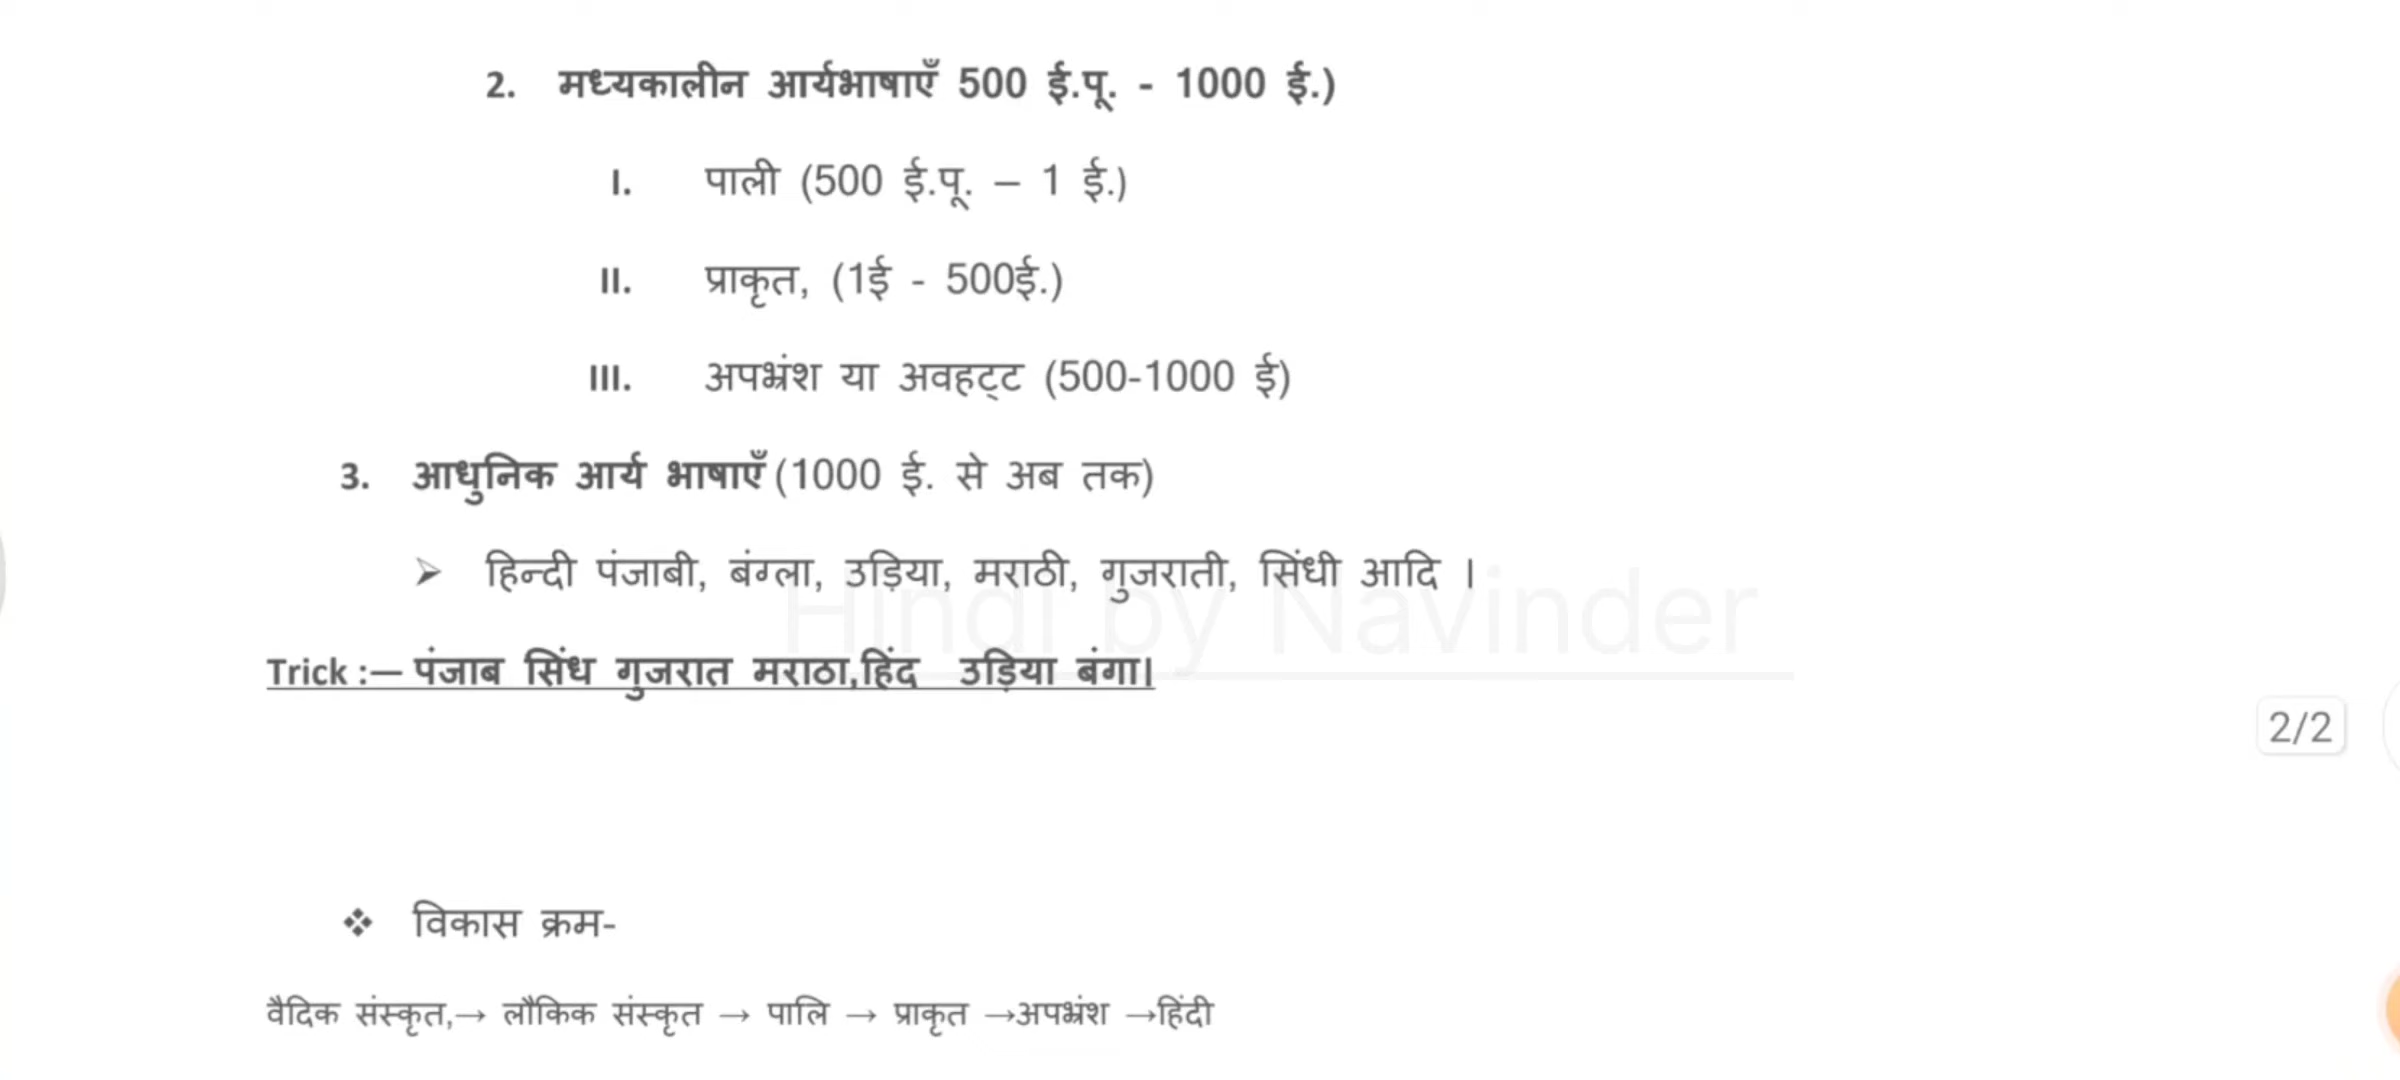 2. मध्यकालीन आर्यभाषाएँ 500 ई.पू. - 1000 ई.)
I. पाली (500 ई.पू. – 1 ई.)
II. प्राकृत, (1ई - 500ई.)
III. अपभ्रंश या अवहट्ट (500-1000 ई)
3. आधुनिक आर्य भाषाएँ (1000 ई. से अब तक)
➢ हिन्दी पंजाबी, बंग्ला, उड़िया, मराठी, गुजराती, सिंधी आदि ।
Hindi by Navinder
Trick :— पंजाब सिंध गुजरात मराठा,हिंद उड़िया बंगा।
2/2
❖ विकास क्रम-
वैदिक संस्कृत,→ लौकिक संस्कृत → पालि → प्राकृत →अपभ्रंश →हिंदी